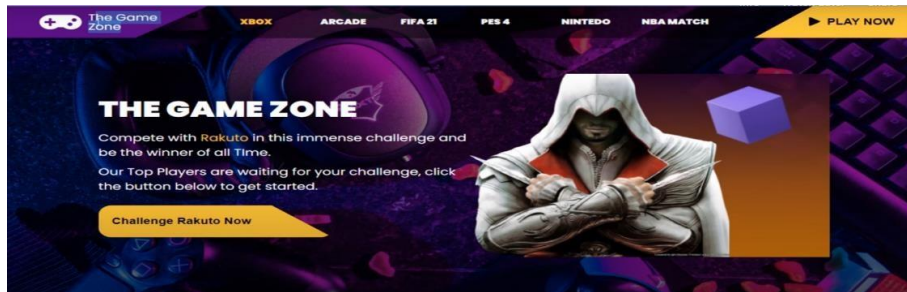 The Game
Zone
XBOX ARCADE FIFA 21 PES 4 NINTEDO NBA MATCH
PLAY NOW
THE GAME ZONE
Compete with Rakuto in this immense challenge and
be the winner of all TIme.
Our Top Players are waiting for your challenge, click
the button below to get started.
Challenge Rakuto Now